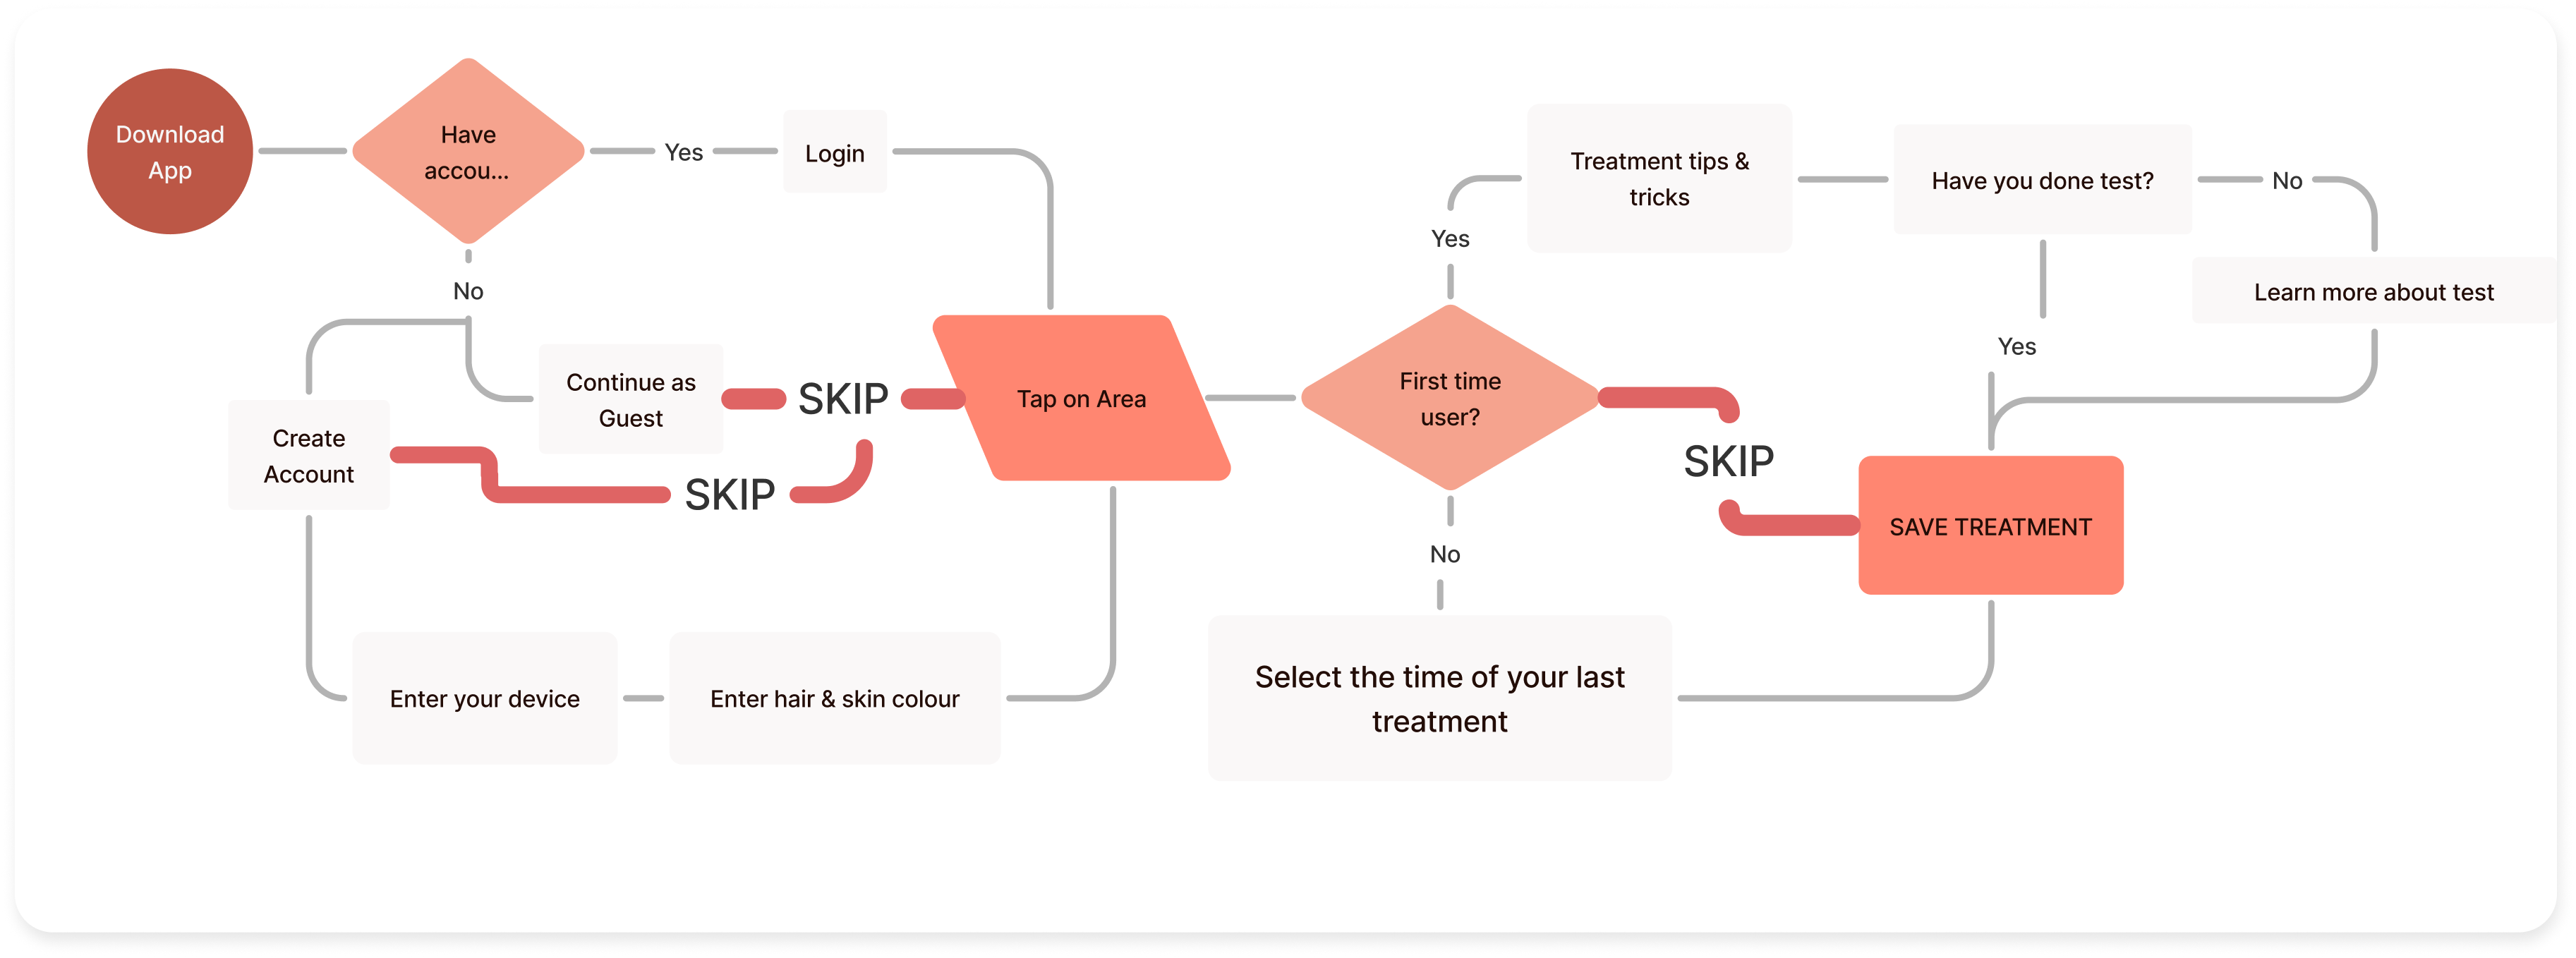 Download
App
Have
accou...
Yes
Login
No
Continue as
Guest
SKIP
Create
Account
SKIP
Enter your device
Enter hair & skin colour
Tap on Area
First time
user?
Yes
Treatment tips &
tricks
Have you done test?
No
Learn more about test
Yes
SKIP
SAVE TREATMENT
No
Select the time of your last
treatment